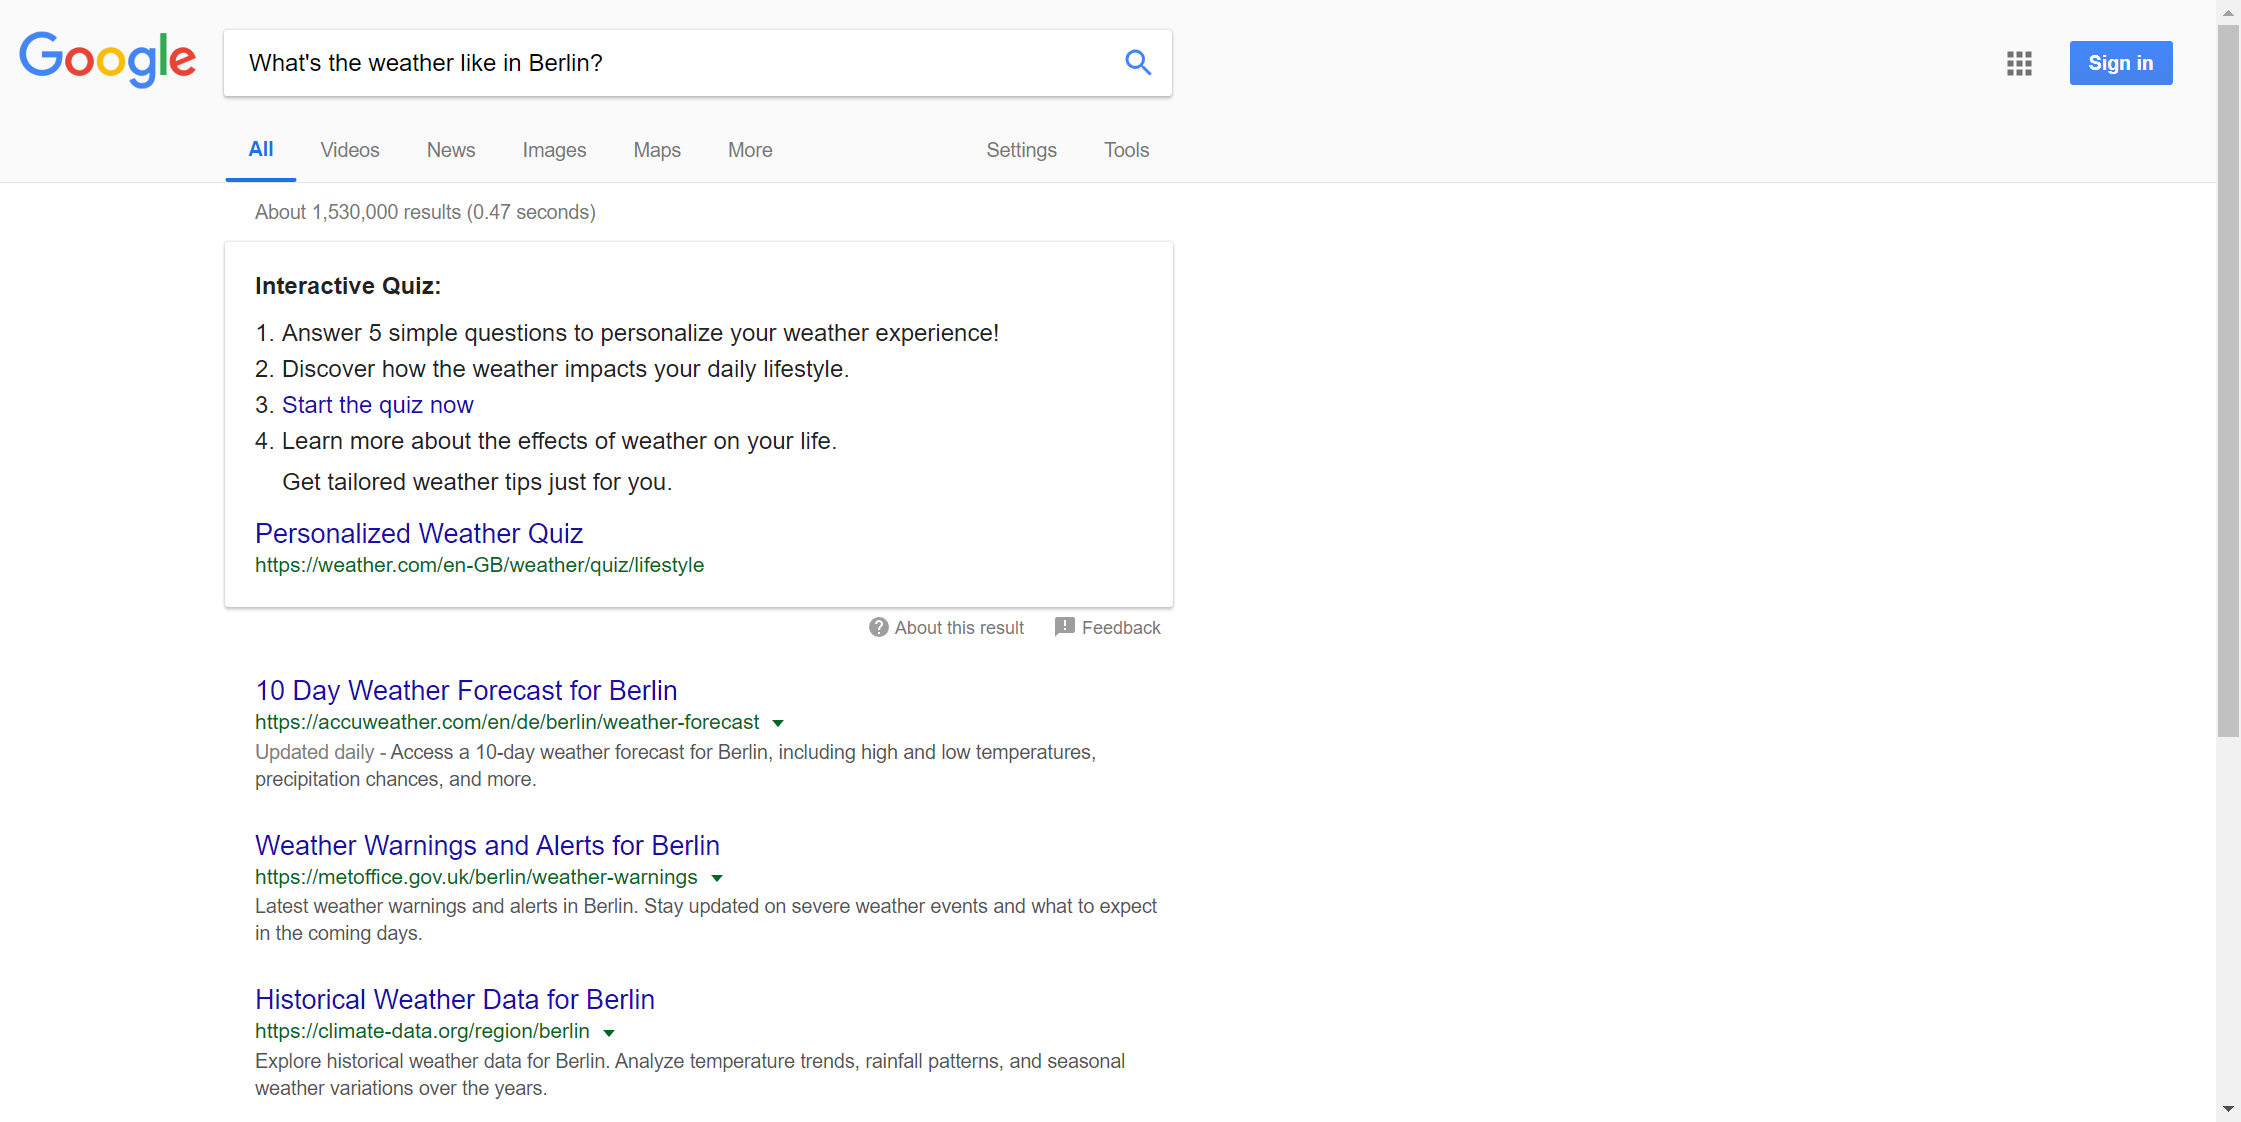 Google
What's the weather like in Berlin?
Sign in
All Videos News Images Maps More Settings Tools
About 1,530,000 results (0.47 seconds)
Interactive Quiz:
1. Answer 5 simple questions to personalize your weather experience!
2. Discover how the weather impacts your daily lifestyle.
3. Start the quiz now
4. Learn more about the effects of weather on your life.
Get tailored weather tips just for you.
Personalized Weather Quiz
https://weather.com/en-GB/weather/quiz/lifestyle
About this result Feedback
10 Day Weather Forecast for Berlin
https://accuweather.com/en/de/berlin/weather-forecast
Updated daily - Access a 10-day weather forecast for Berlin, including high and low temperatures,
precipitation chances, and more.
Weather Warnings and Alerts for Berlin
https://metoffice.gov.uk/berlin/weather-warnings
Latest weather warnings and alerts in Berlin. Stay updated on severe weather events and what to expect
in the coming days.
Historical Weather Data for Berlin
https://climate-data.org/region/berlin
Explore historical weather data for Berlin. Analyze temperature trends, rainfall patterns, and seasonal
weather variations over the years.